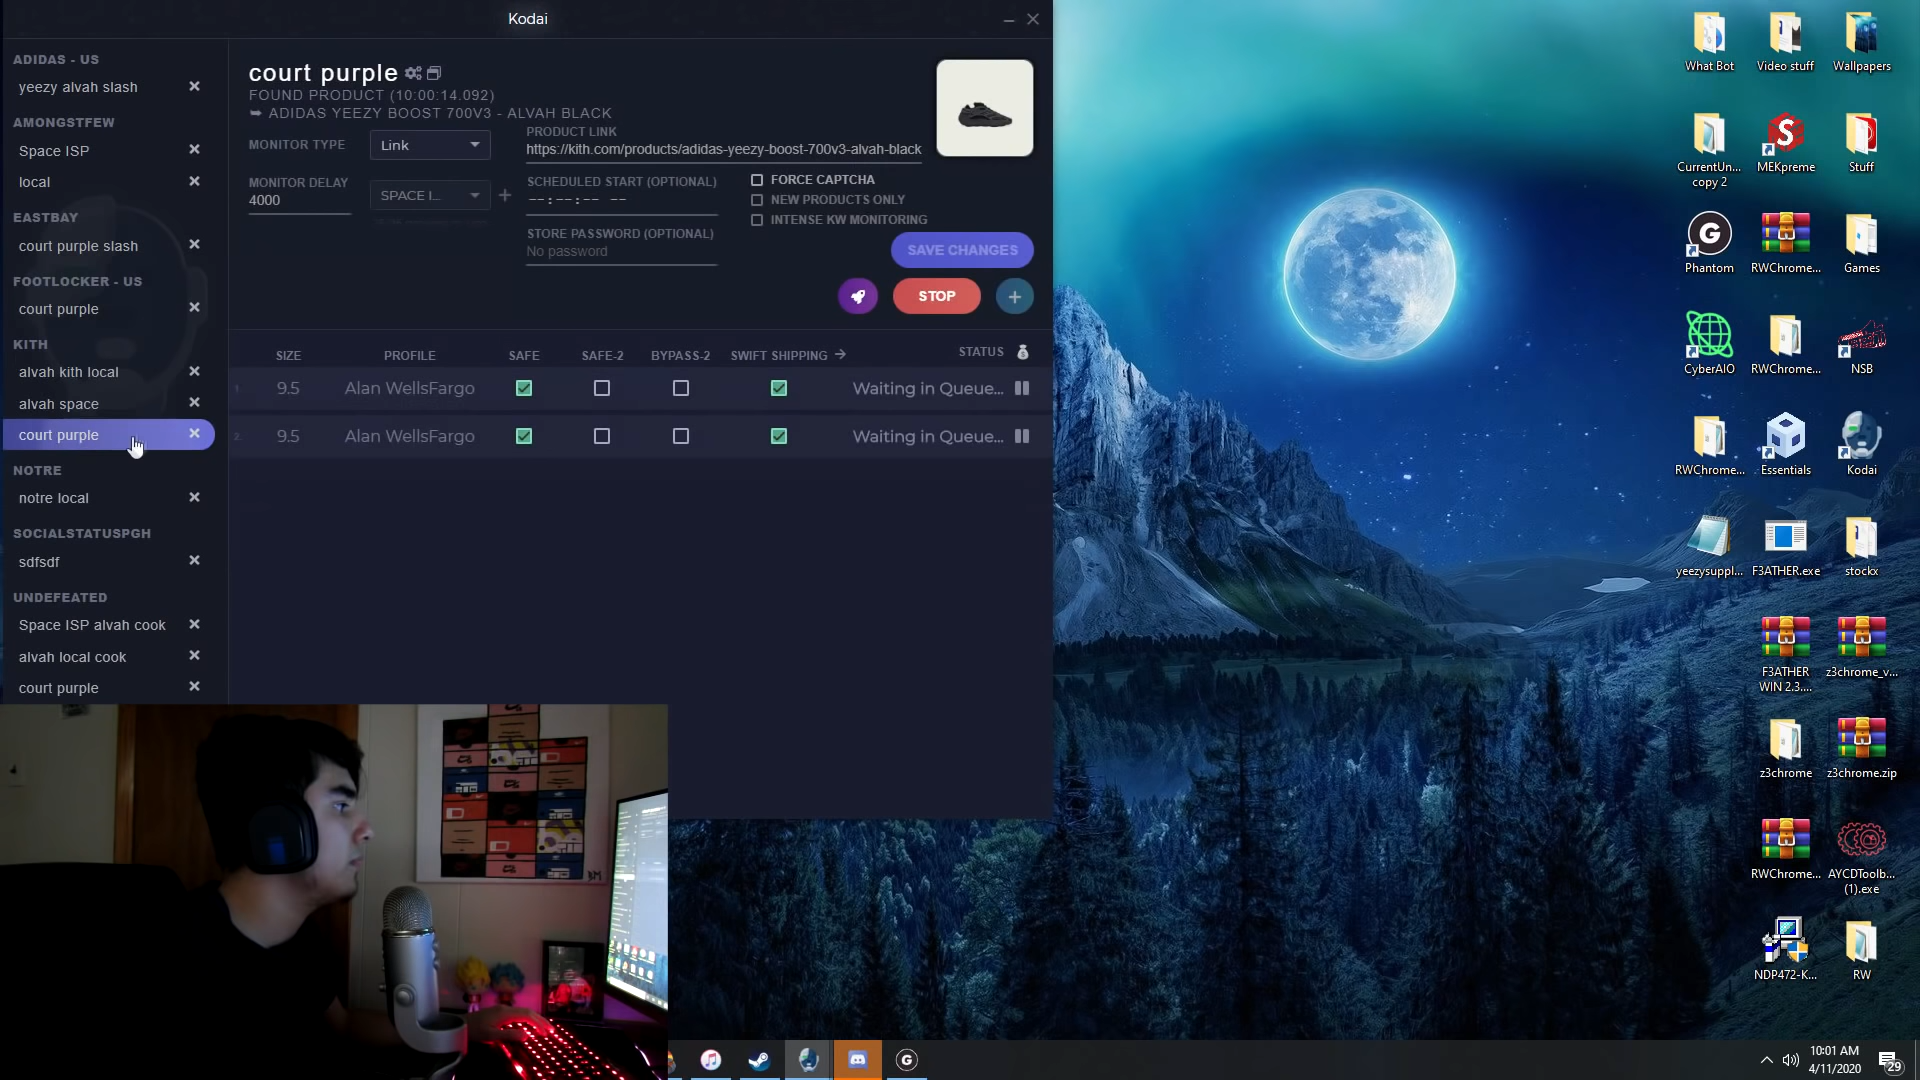 Kodai
ADIDAS - US
yeezy alvah slash
AMONGSTFEW
Space ISP
local
EASTBAY
court purple slash
FOOTLOCKER - US
court purple
KITH
alvah kith local
alvah space
court purple
NOTRE
notre local
SOCIALSTATUSPGH
sdfsdf
UNDEFEATED
Space ISP alvah cook
alvah local cook
court purple
court purple
FOUND PRODUCT (10:00:14.092)
➥ ADIDAS YEEZY BOOST 700V3 - ALVAH BLACK
MONITOR TYPE
Link
PRODUCT LINK
https://kith.com/products/adidas-yeezy-boost-700v3-alvah-black
MONITOR DELAY
4000
SPACE I...
SCHEDULED START (OPTIONAL)
--:--:-- --
FORCE CAPTCHA
NEW PRODUCTS ONLY
INTENSE KW MONITORING
STORE PASSWORD (OPTIONAL)
No password
SAVE CHANGES
STOP
SIZE PROFILE SAFE SAFE-2 BYPASS-2 SWIFT SHIPPING → STATUS
9.5 Alan WellsFargo Waiting in Queue...
2. 9.5 Alan WellsFargo Waiting in Queue...
What Bot
Video stuff
Wallpapers
CurrentUn...
copy 2
MEKpreme
Stuff
Phantom
RWChrome...
Games
CyberAIO
RWChrome...
NSB
RWChrome...
Essentials
Kodai
yeezysuppl...
F3ATHER.exe
stockx
F3ATHER
WIN 2.3....
z3chrome_v...
z3chrome
z3chrome.zip
RWChrome...
AYCDToolb...
(1).exe
NDP472-K...
RW
10:01 AM
4/11/2020
29